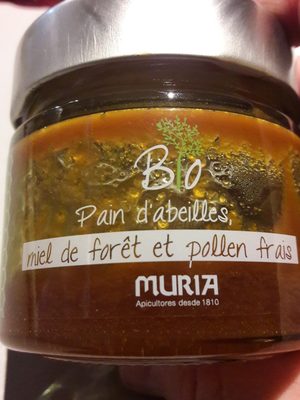 Bio
Pain d'abeilles,
miel de forêt et pollen frais
MURIA
Apicultores desde 1810